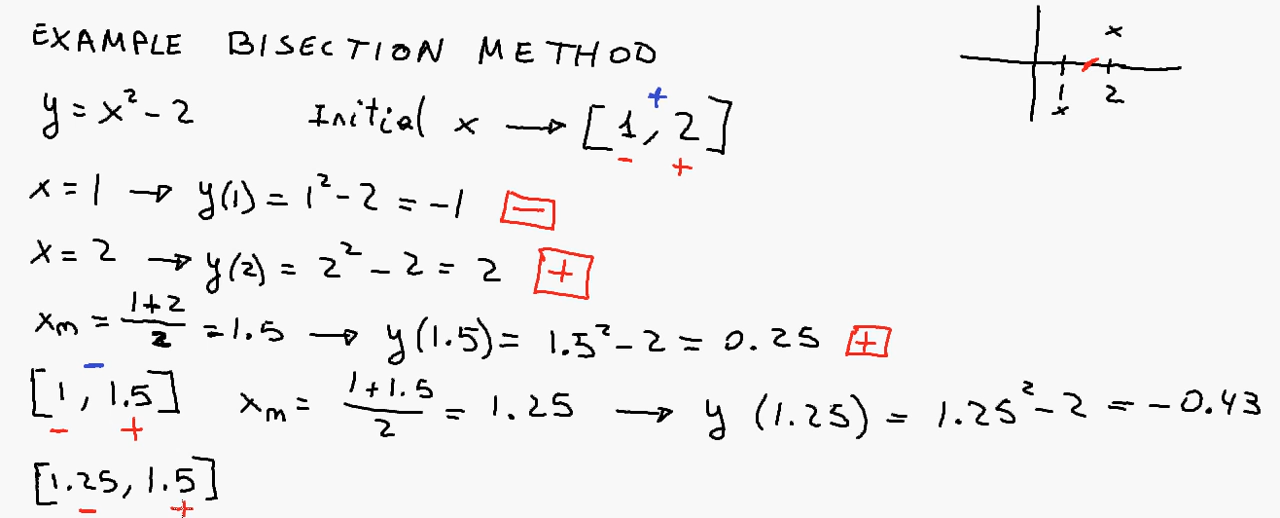 EXAMPLE BISECTION METHOD
x
1 2
x
y = x² - 2 Initial x → [1, 2]
+
- +
x = 1 → y(1) = 1² - 2 = -1 -
x = 2 → y(2) = 2² - 2 = 2 +
xₘ = (1+2)/2 = 1.5 → y(1.5) = 1.5² - 2 = 0.25 +
-
[1, 1.5] xₘ = (1+1.5)/2 = 1.25 → y (1.25) = 1.25² - 2 = -0.43
- +
[1.25, 1.5]
- +